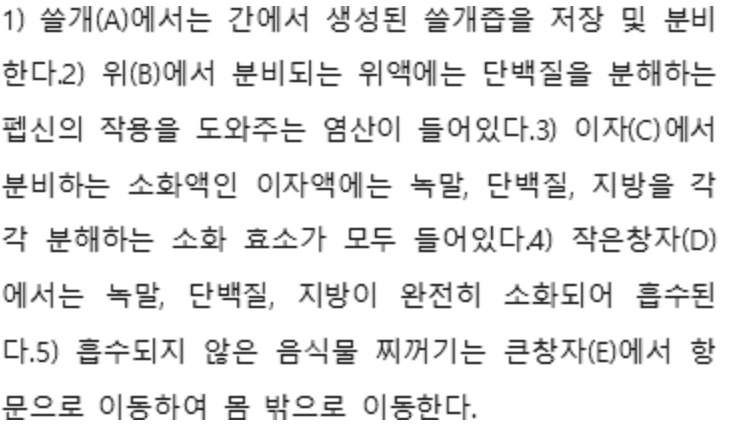 1) 쓸개(A)에서는 간에서 생성된 쓸개즙을 저장 및 분비
한다.2) 위(B)에서 분비되는 위액에는 단백질을 분해하는
펩신의 작용을 도와주는 염산이 들어있다.3) 이자(C)에서
분비하는 소화액인 이자액에는 녹말, 단백질, 지방을 각
각 분해하는 소화 효소가 모두 들어있다.4) 작은창자(D)
에서는 녹말, 단백질, 지방이 완전히 소화되어 흡수된
다.5) 흡수되지 않은 음식물 찌꺼기는 큰창자(E)에서 항
문으로 이동하여 몸 밖으로 이동한다.